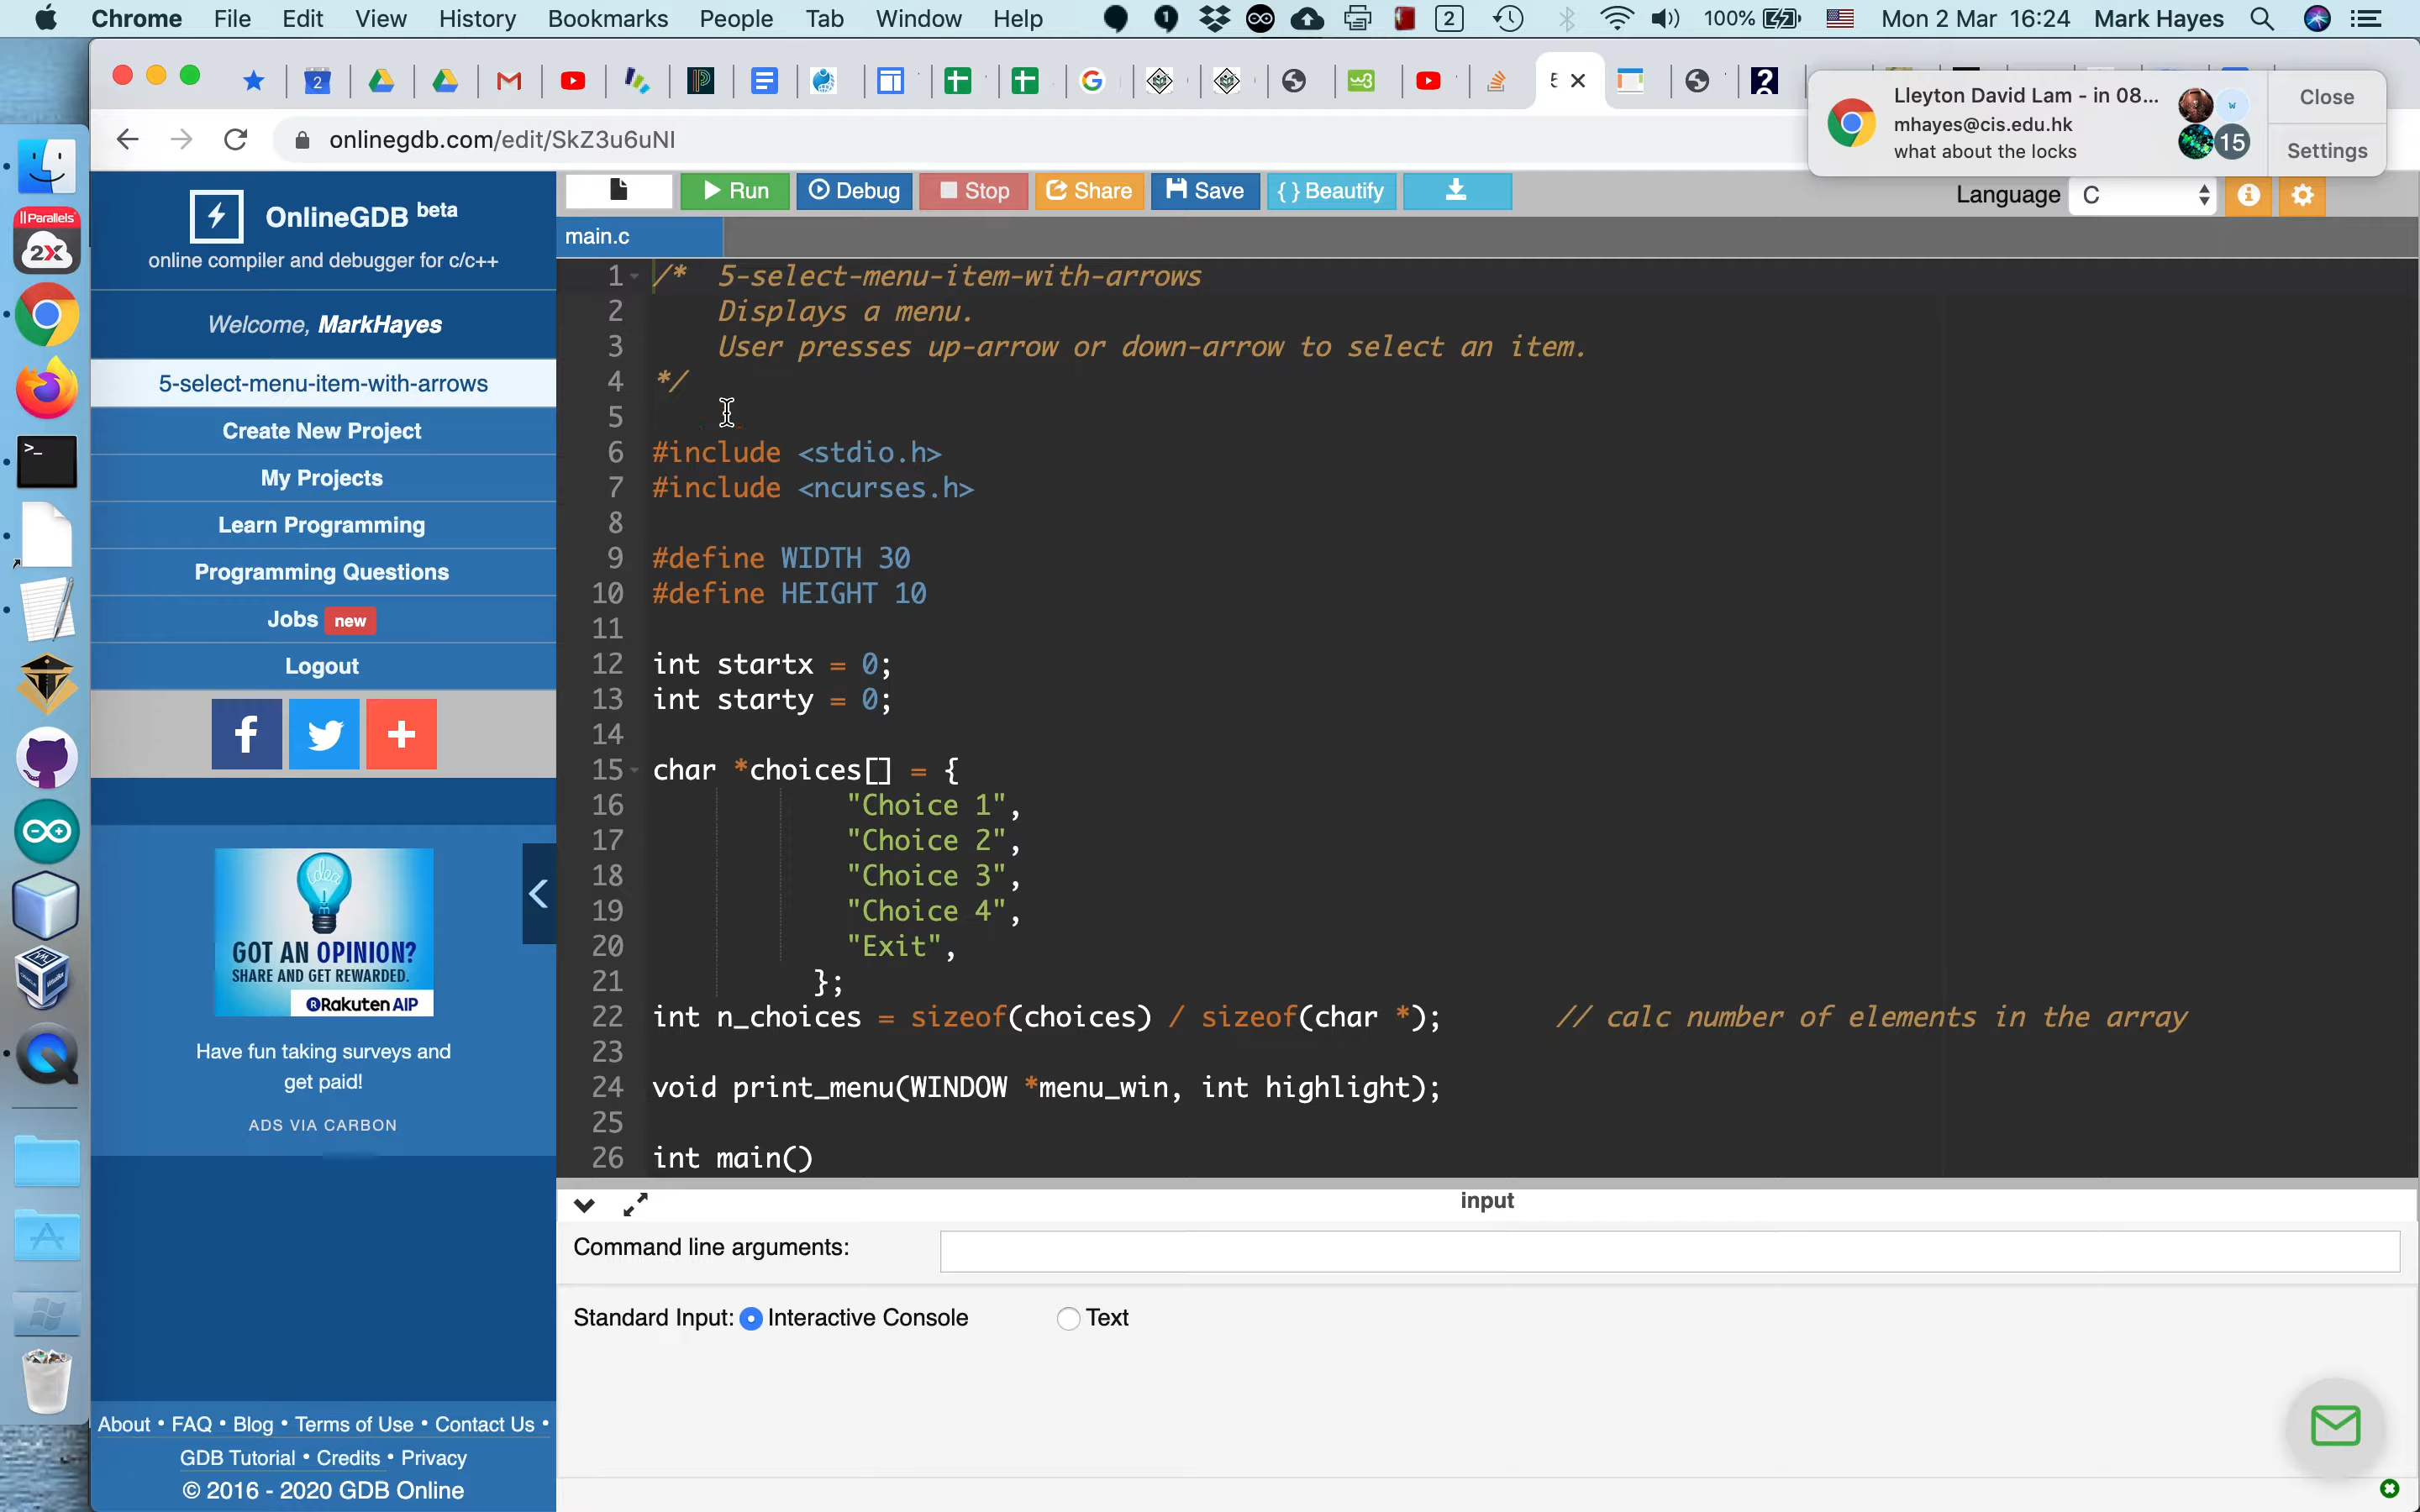 Chrome File Edit View History Bookmarks People Tab Window Help 1 2 100% Mon 2 Mar 16:24 Mark Hayes
2 w3 5
Lleyton David Lam - in 08...
mhayes@cis.edu.hk
what about the locks
w
15
Close
Settings
onlinegdb.com/edit/SkZ3u6uNI
Run Debug Stop Share Save { } Beautify Language C
main.c
OnlineGDB beta
online compiler and debugger for c/c++
Welcome, MarkHayes
5-select-menu-item-with-arrows
Create New Project
My Projects
Learn Programming
Programming Questions
Jobs new
Logout
idea
GOT AN OPINION?
SHARE AND GET REWARDED.
Rakuten AIP
Have fun taking surveys and
get paid!
ADS VIA CARBON
About • FAQ • Blog • Terms of Use • Contact Us •
GDB Tutorial • Credits • Privacy
© 2016 - 2020 GDB Online
|| Parallels
2X
>_
1 /* 5-select-menu-item-with-arrows
2 Displays a menu.
3 User presses up-arrow or down-arrow to select an item.
4 */
5
6 #include <stdio.h>
7 #include <ncurses.h>
8
9 #define WIDTH 30
10 #define HEIGHT 10
11
12 int startx = 0;
13 int starty = 0;
14
15 char *choices[] = {
16 "Choice 1",
17 "Choice 2",
18 "Choice 3",
19 "Choice 4",
20 "Exit",
21 };
22 int n_choices = sizeof(choices) / sizeof(char *); // calc number of elements in the array
23
24 void print_menu(WINDOW *menu_win, int highlight);
25
26 int main()
input
Command line arguments:
Standard Input: Interactive Console Text